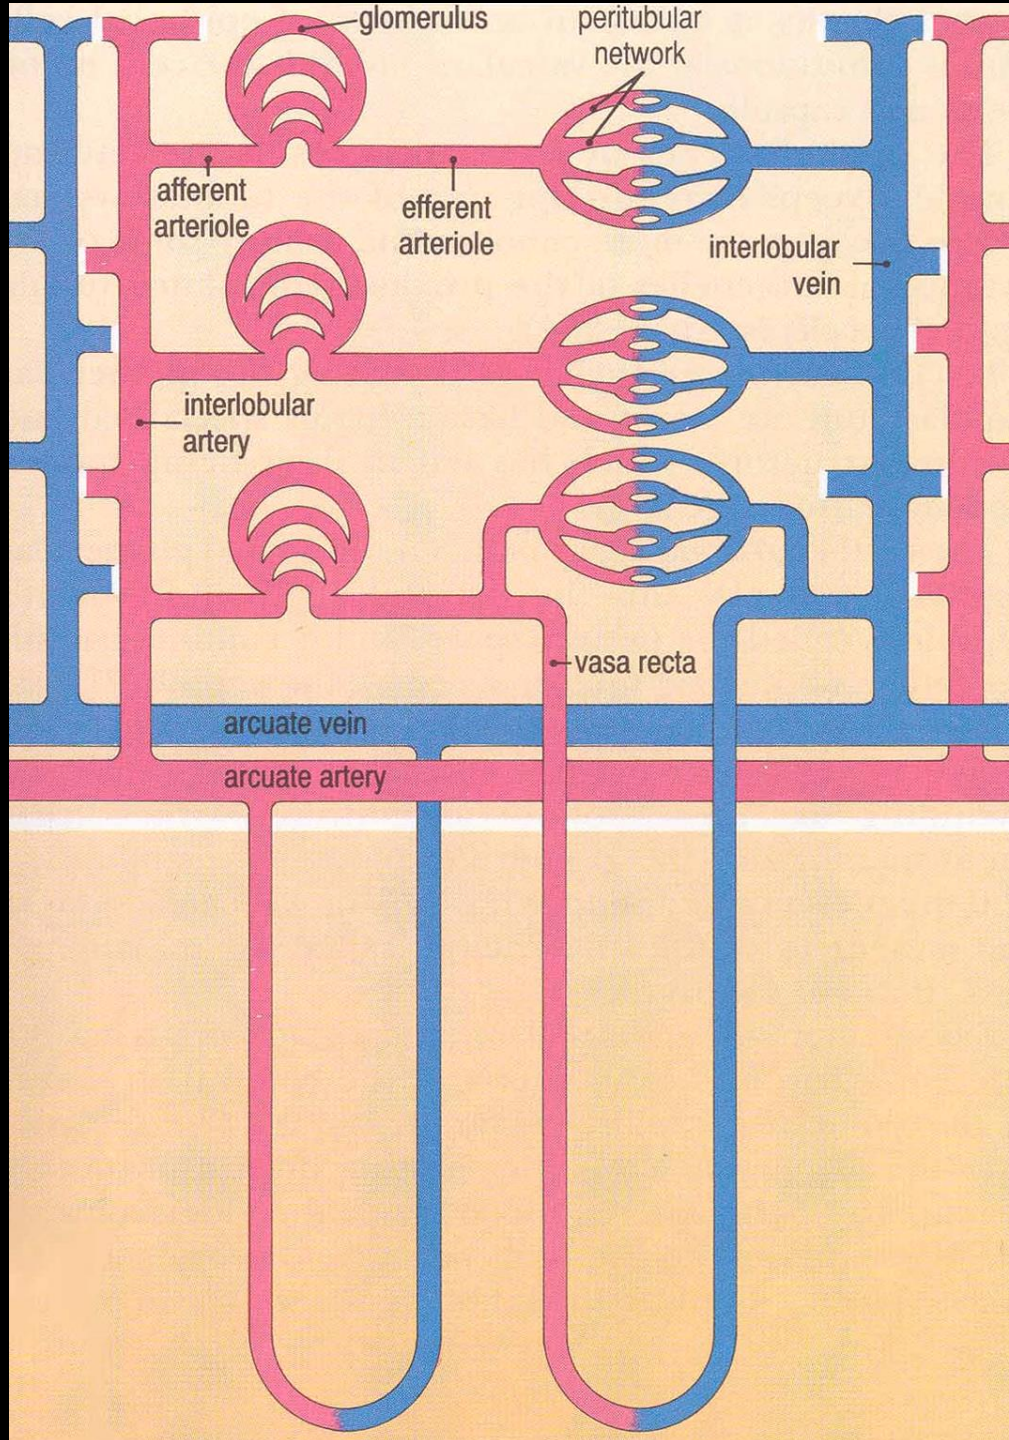 glomerulus
peritubular
network
afferent
arteriole
efferent
arteriole
interlobular
vein
interlobular
artery
vasa recta
arcuate vein
arcuate artery